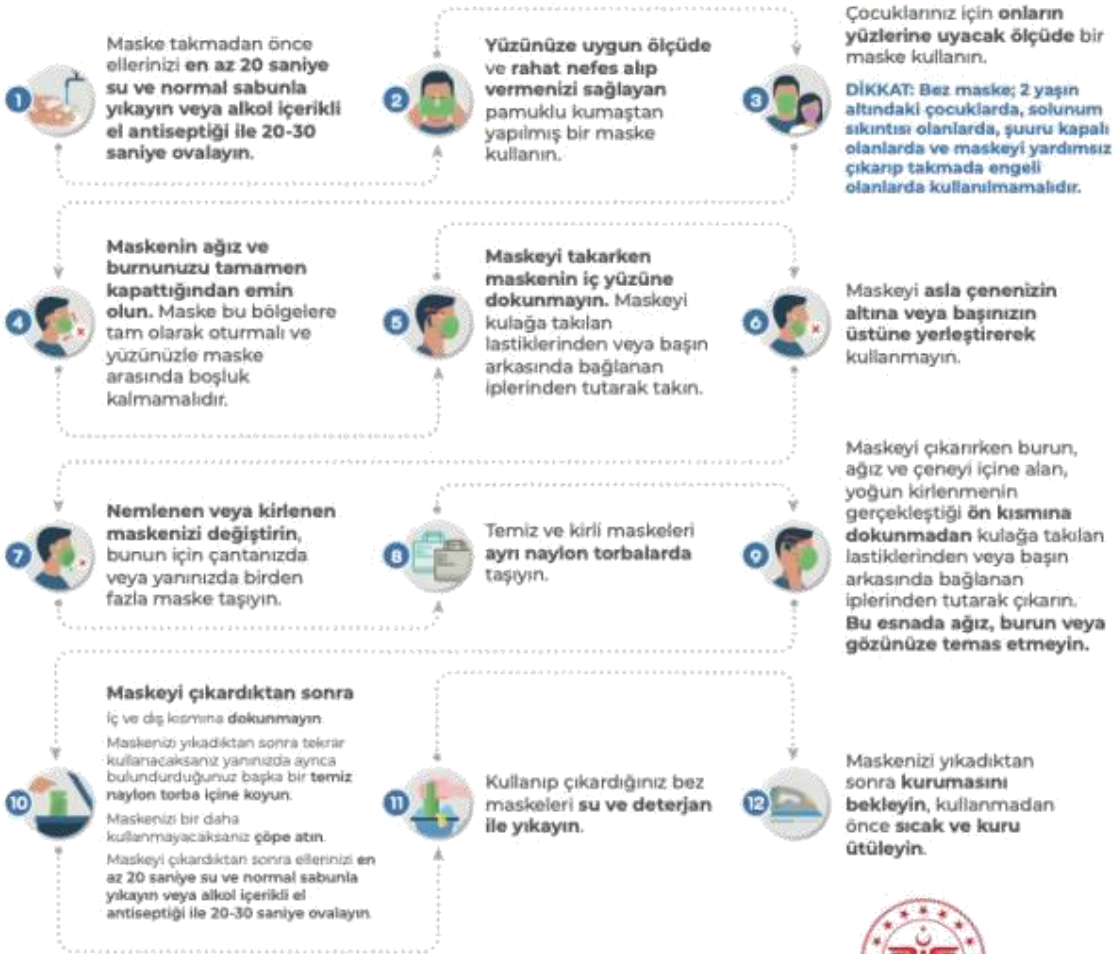 1
Maske takmadan önce
ellerinizi en az 20 saniye
su ve normal sabunla
yıkayın veya alkol içerikli
el antiseptiği ile 20-30
saniye ovalayın.
2
Yüzünüze uygun ölçüde
ve rahat nefes alıp
vermenizi sağlayan
pamuklu kumaştan
yapılmış bir maske
kullanın.
3
Çocuklarınız için onların
yüzlerine uyacak ölçüde bir
maske kullanın.
DİKKAT: Bez maske; 2 yaşın
altındaki çocuklarda, solunum
sıkıntısı olanlarda, şuuru kapalı
olanlarda ve maskeyi yardımsız
çıkarıp takmada engeli
olanlarda kullanılmamalıdır.
4
Maskenin ağız ve
burnunuzu tamamen
kapattığından emin
olun. Maske bu bölgelere
tam olarak oturmalı ve
yüzünüzle maske
arasında boşluk
kalmamalıdır.
5
Maskeyi takarken
maskenin iç yüzüne
dokunmayın. Maskeyi
kulağa takılan
lastiklerinden veya başın
arkasında bağlanan
iplerinden tutarak takın.
6
Maskeyi asla çenenizin
altına veya başınızın
üstüne yerleştirerek
kullanmayın.
7
Nemlenen veya kirlenen
maskenizi değiştirin,
bunun için çantanızda
veya yanınızda birden
fazla maske taşıyın.
8
Temiz ve kirli maskeleri
ayrı naylon torbalarda
taşıyın.
9
Maskeyi çıkarırken burun,
ağız ve çeneyi içine alan,
yoğun kirlenmenin
gerçekleştiği ön kısmına
dokunmadan kulağa takılan
lastiklerinden veya başın
arkasında bağlanan
iplerinden tutarak çıkarın.
Bu esnada ağız, burun veya
gözünüze temas etmeyin.
10
Maskeyi çıkardıktan sonra
İç ve dış kısmına dokunmayın
Maskenizi yıkadıktan sonra tekrar
kullanacaksanız yanınızda ayrıca
bulundurduğunuz başka bir temiz
naylon torba içine koyun.
Maskenizi bir daha
kullanmayacaksanız çöpe atın.
Maskeyi çıkardıktan sonra ellerinizi en
az 20 saniye su ve normal sabunla
yıkayın veya alkol içerikli el
antiseptiği ile 20-30 saniye ovalayın
11
Kullanıp çıkardığınız bez
maskeleri su ve deterjan
ile yıkayın.
12
Maskenizi yıkadıktan
sonra kurumasını
bekleyin, kullanmadan
önce sıcak ve kuru
ütüleyin.